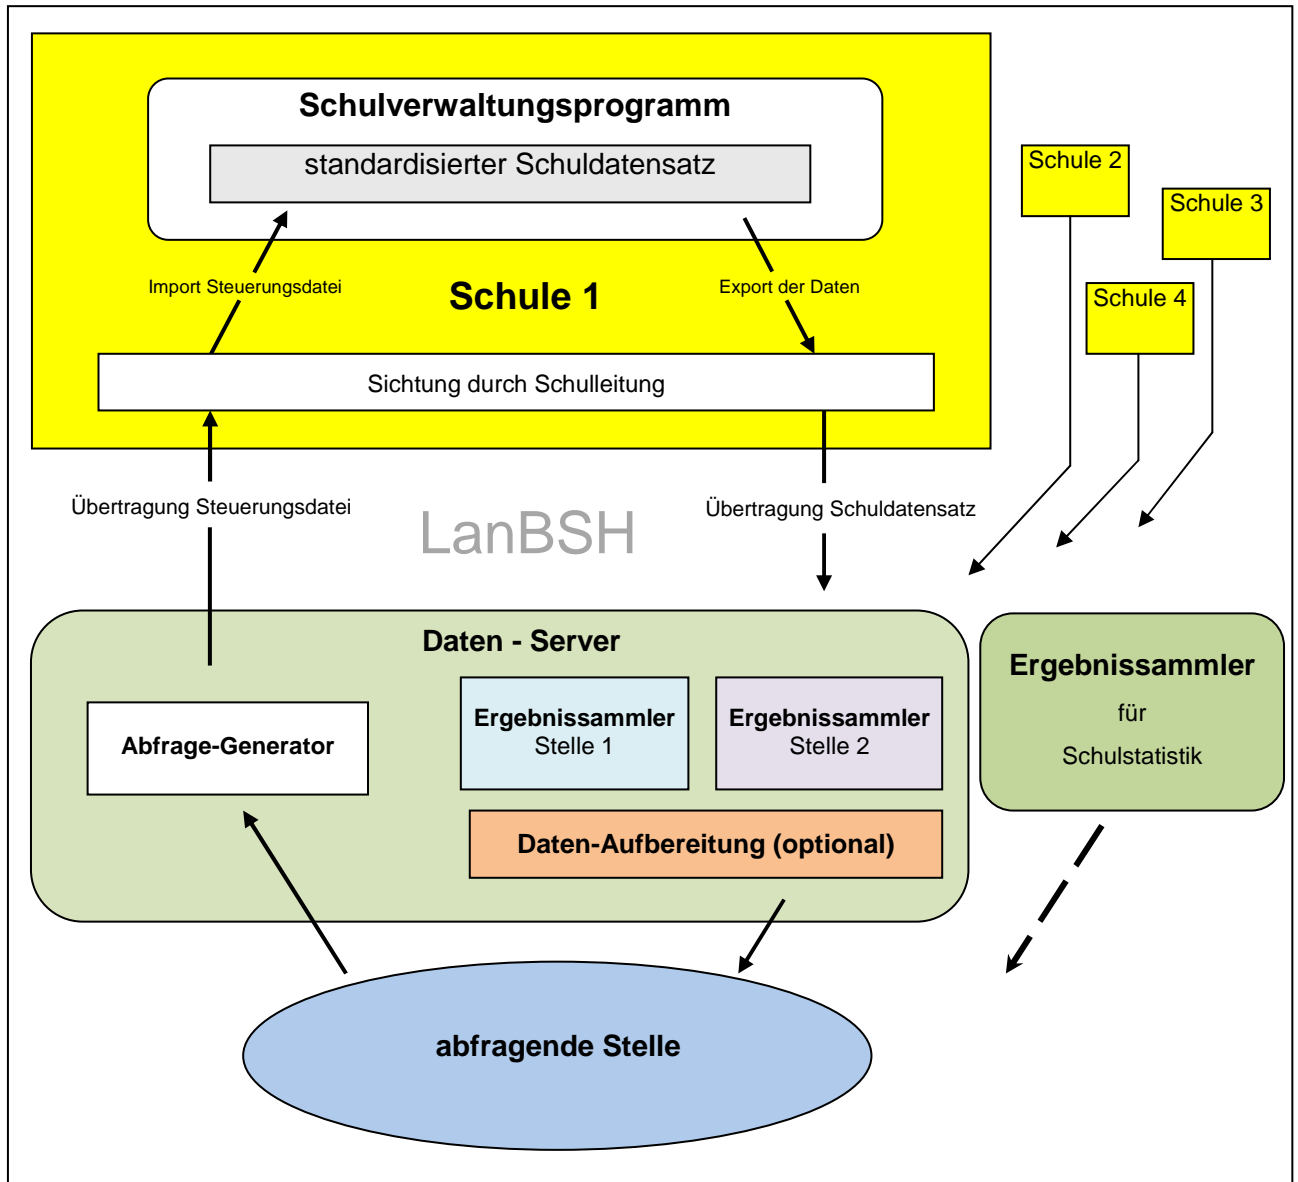 Schulverwaltungsprogramm
standardisierter Schuldatensatz
Import Steuerungsdatei
Schule 1
Export der Daten
Sichtung durch Schulleitung
Schule 2
Schule 3
Schule 4
Übertragung Steuerungsdatei
LanBSH
Übertragung Schuldatensatz
Daten - Server
Abfrage-Generator
Ergebnissammler
Stelle 1
Ergebnissammler
Stelle 2
Daten-Aufbereitung (optional)
Ergebnissammler
für
Schulstatistik
abfragende Stelle